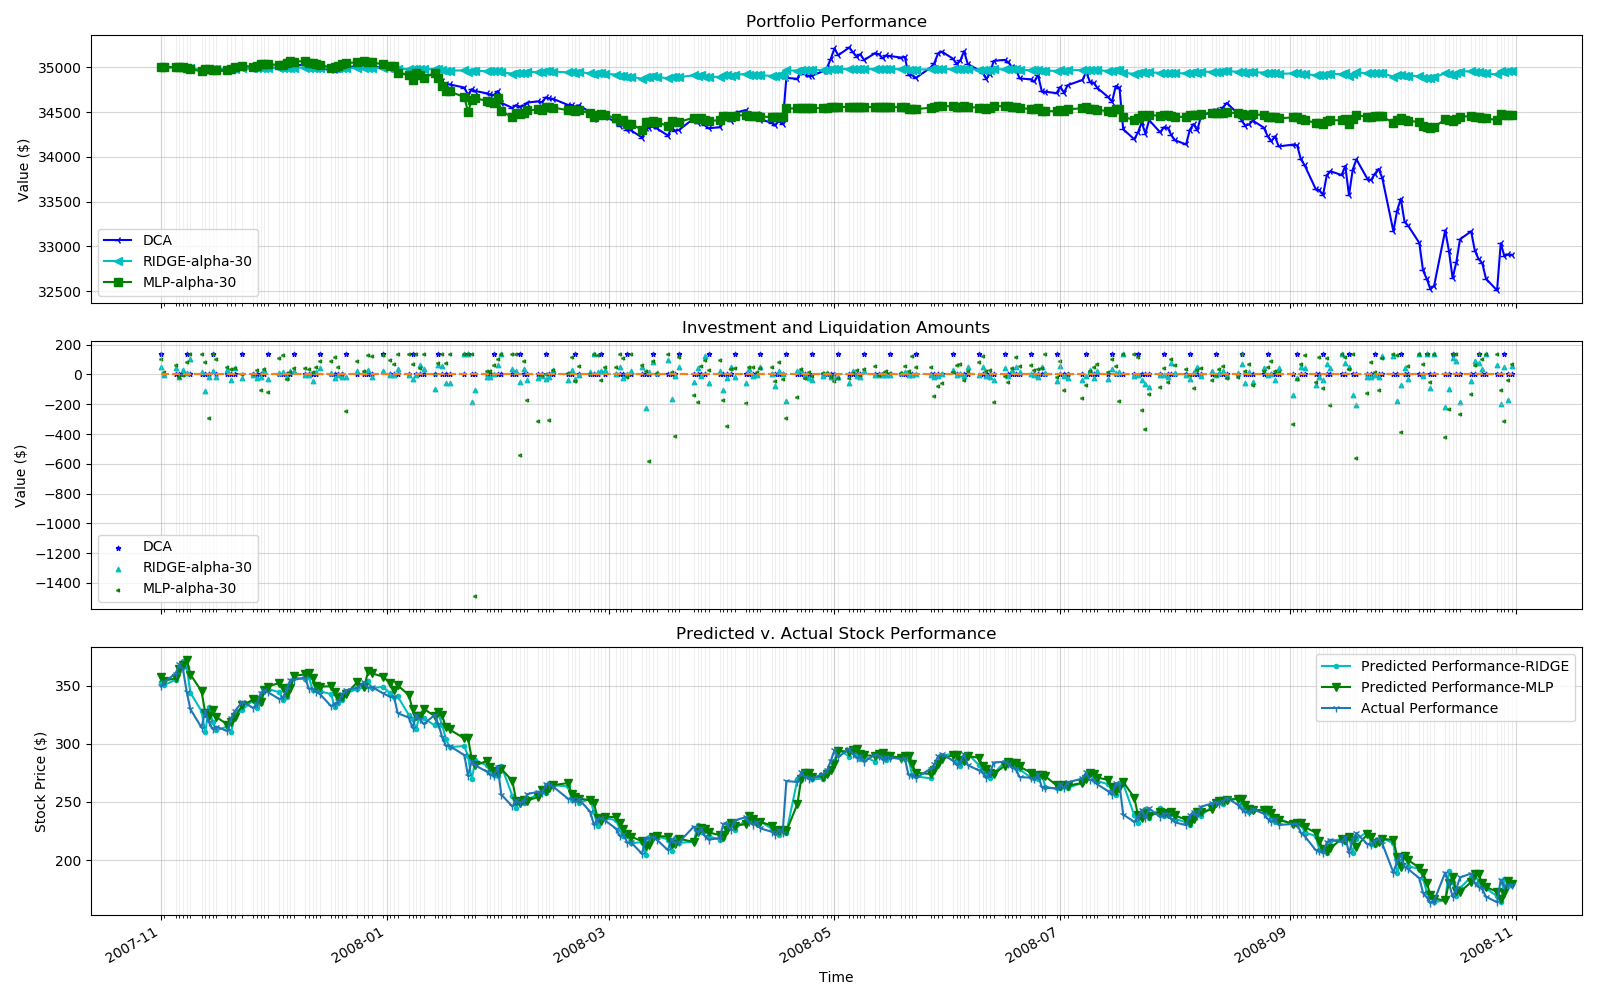 Portfolio Performance
35000
34500
34000
33500
33000
32500
Value ($)
DCA
RIDGE-alpha-30
MLP-alpha-30
Investment and Liquidation Amounts
200
0
−200
−400
−600
−800
−1000
−1200
−1400
Value ($)
DCA
RIDGE-alpha-30
MLP-alpha-30
Predicted v. Actual Stock Performance
350
300
250
200
Stock Price ($)
Predicted Performance-RIDGE
Predicted Performance-MLP
Actual Performance
2007-11
2008-01
2008-03
2008-05
2008-07
2008-09
2008-11
Time